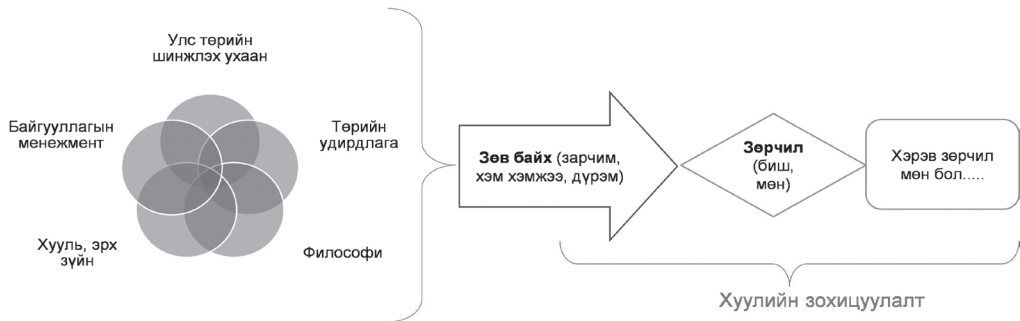 Улс төрийн
шинжлэх ухаан
Байгууллагын
менежмент
Төрийн
удирдлага
Хууль, эрх
зүйн
Философи
Зөв байх (зарчим,
хэм хэмжээ, дүрэм)
Зөрчил
(биш,
мөн)
Хэрэв зөрчил
мөн бол.....
Хуулийн зохицуулалт